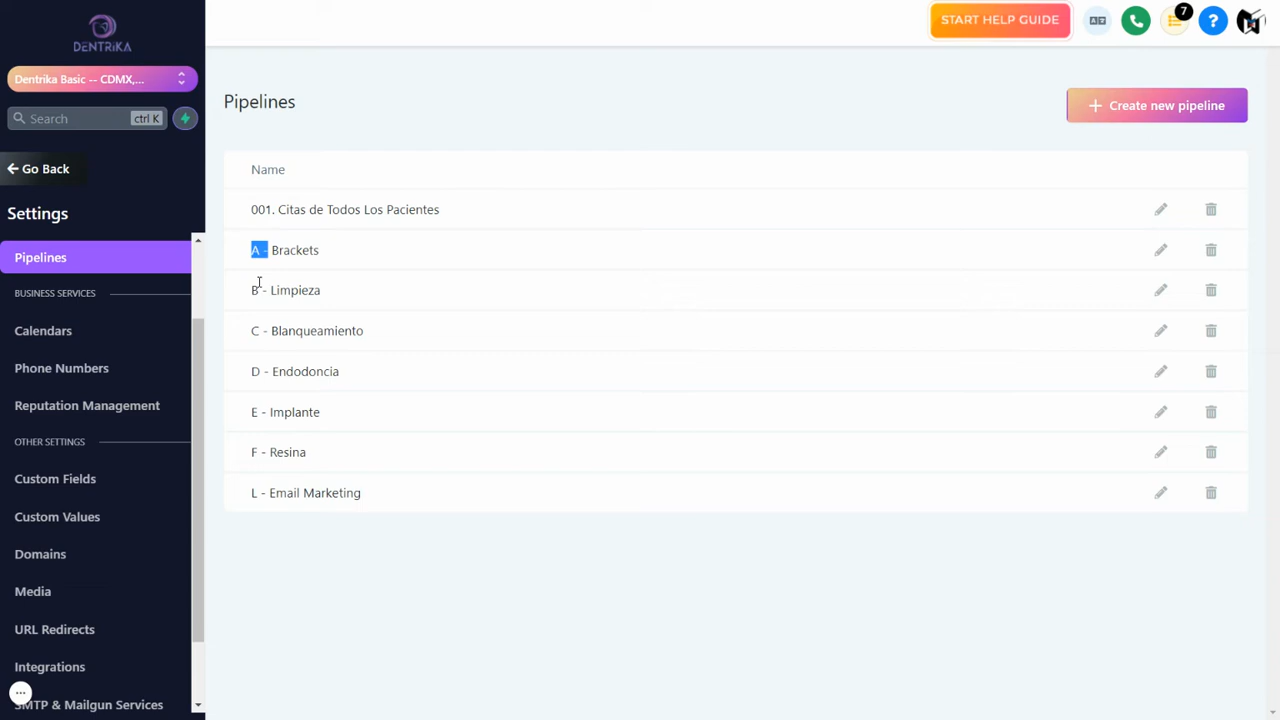 DENTRIKA
START HELP GUIDE
7
Dentrika Basic -- CDMX,...
Search
ctrl K
Pipelines
Create new pipeline
Go Back
Settings
Name
001. Citas de Todos Los Pacientes
A - Brackets
B - Limpieza
C - Blanqueamiento
D - Endodoncia
E - Implante
F - Resina
L - Email Marketing
Pipelines
BUSINESS SERVICES
Calendars
Phone Numbers
Reputation Management
OTHER SETTINGS
Custom Fields
Custom Values
Domains
Media
URL Redirects
Integrations
SMTP & Mailgun Services